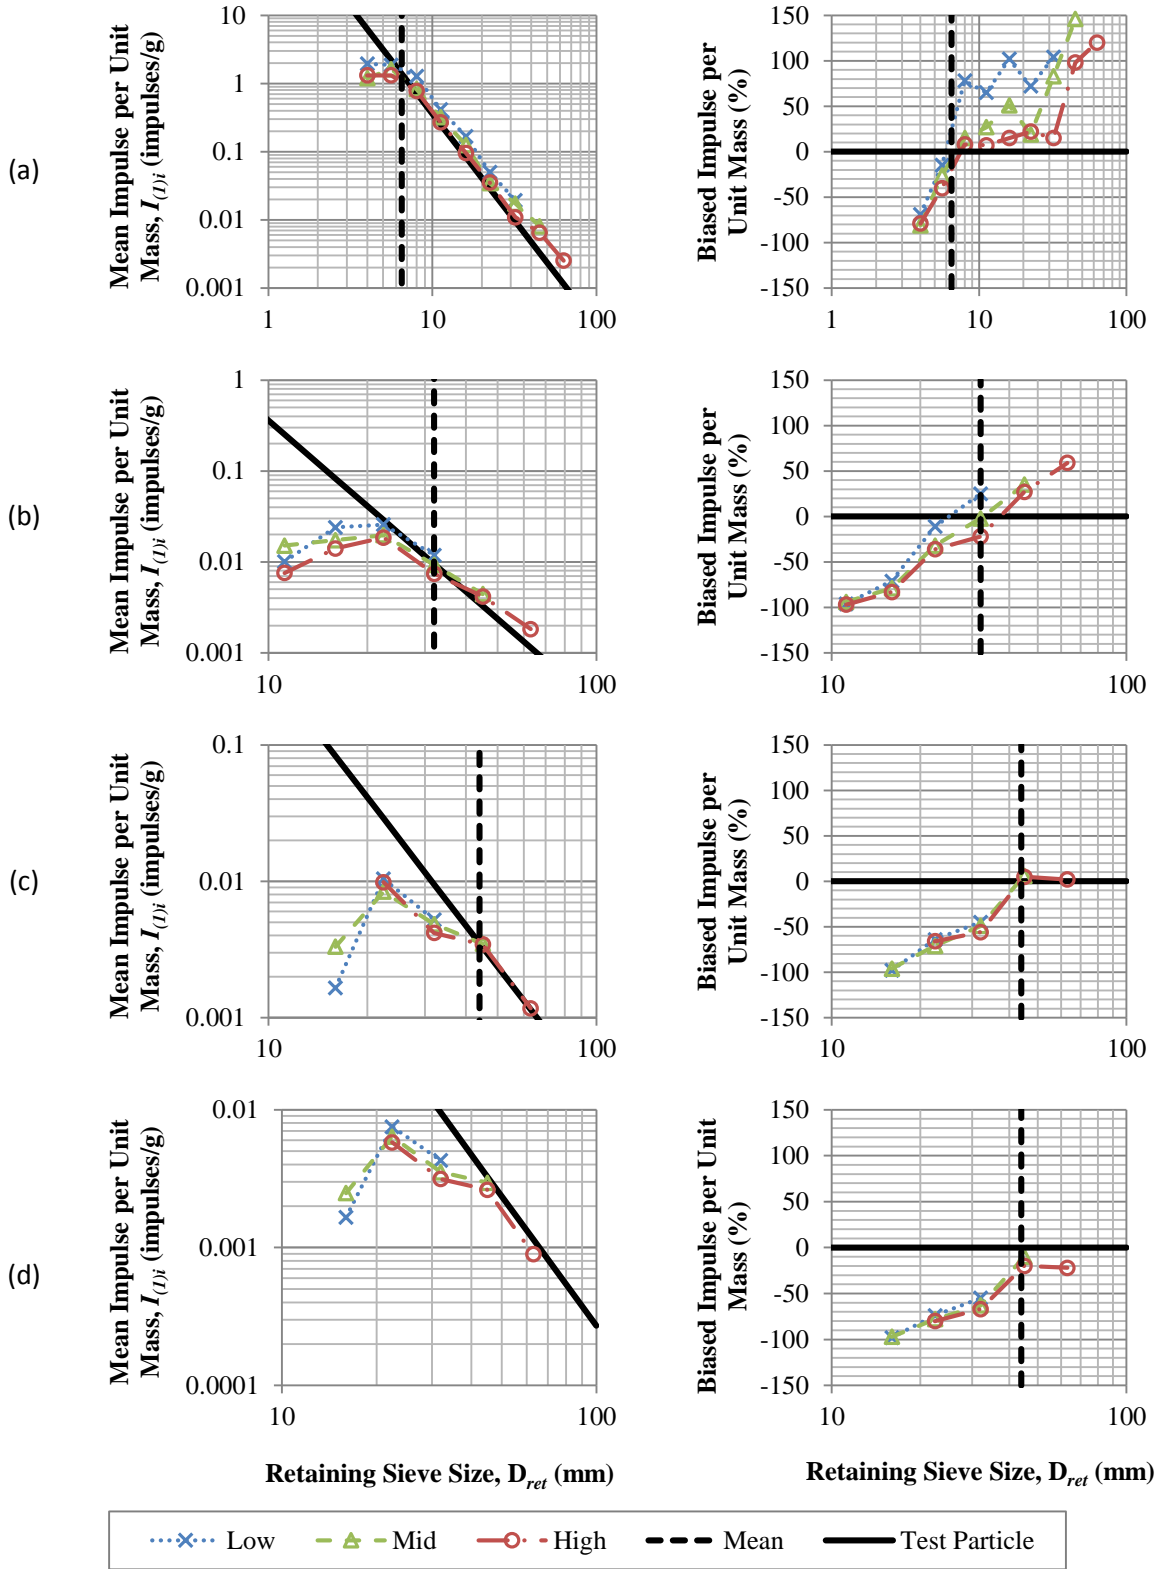 (a)
Mean Impulse per Unit
Mass, I(1)i (impulses/g)
10
1
0.1
0.01
0.001
1 10 100
Biased Impulse per
Unit Mass (%)
150
100
50
0
-50
-100
-150
1 10 100
(b)
Mean Impulse per Unit
Mass, I(1)i (impulses/g)
1
0.1
0.01
0.001
10 100
Biased Impulse per
Unit Mass (%)
150
100
50
0
-50
-100
-150
10 100
(c)
Mean Impulse per Unit
Mass, I(1)i (impulses/g)
0.1
0.01
0.001
10 100
Biased Impulse per
Unit Mass (%)
150
100
50
0
-50
-100
-150
10 100
(d)
Mean Impulse per Unit
Mass, I(1)i (impulses/g)
0.01
0.001
0.0001
10 100
Biased Impulse per Unit
Mass (%)
150
100
50
0
-50
-100
-150
10 100
Retaining Sieve Size, Dret (mm)
Retaining Sieve Size, Dret (mm)
Low Mid High Mean Test Particle